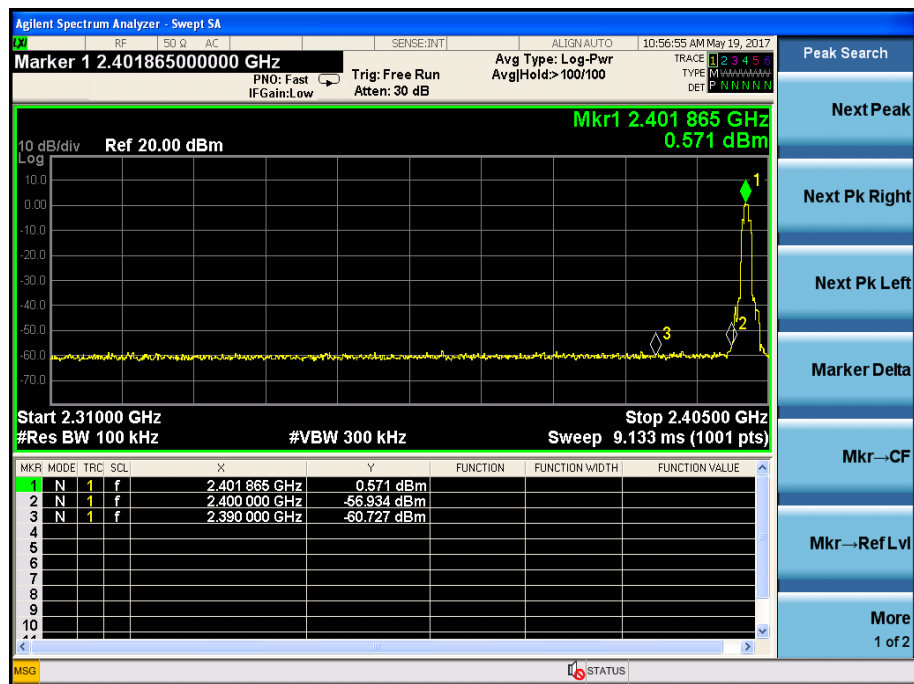 Agilent Spectrum Analyzer - Swept SA
LXI RF 50 Ω AC SENSE:INT ALIGN AUTO 10:56:55 AM May 19, 2017
Marker 1 2.401865000000 GHz
PNO: Fast
IFGain:Low
Trig: Free Run
Atten: 30 dB
Avg Type: Log-Pwr
Avg|Hold:>100/100
TRACE 1 2 3 4 5 6
TYPE M
DET P N N N N N
Peak Search
Next Peak
Next Pk Right
Next Pk Left
Marker Delta
Mkr→CF
Mkr→Ref Lvl
More
1 of 2
Mkr1 2.401 865 GHz
0.571 dBm
10 dB/div Ref 20.00 dBm
Log
10.0
0.00
-10.0
-20.0
-30.0
-40.0
-50.0
-60.0
-70.0
1
2
3
Start 2.31000 GHz Stop 2.40500 GHz
#Res BW 100 kHz #VBW 300 kHz Sweep 9.133 ms (1001 pts)
MKR MODE TRC SCL X Y FUNCTION FUNCTION WIDTH FUNCTION VALUE
1 N 1 f 2.401 865 GHz 0.571 dBm
2 N 1 f 2.400 000 GHz -56.934 dBm
3 N 1 f 2.390 000 GHz -60.727 dBm
4
5
6
7
8
9
10
11
MSG STATUS